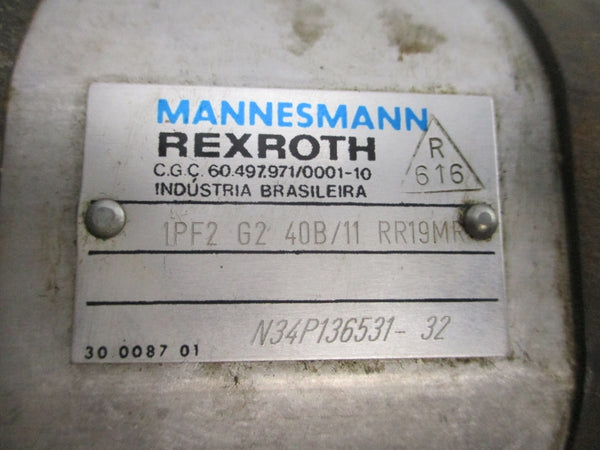 MANNESMANN
REXROTH
C.G.C. 60.497.971/0001-10
INDÚSTRIA BRASILEIRA
R
616
1PF2 G2 40B/11 RR19MR
N34P136531- 32
30 0087 01